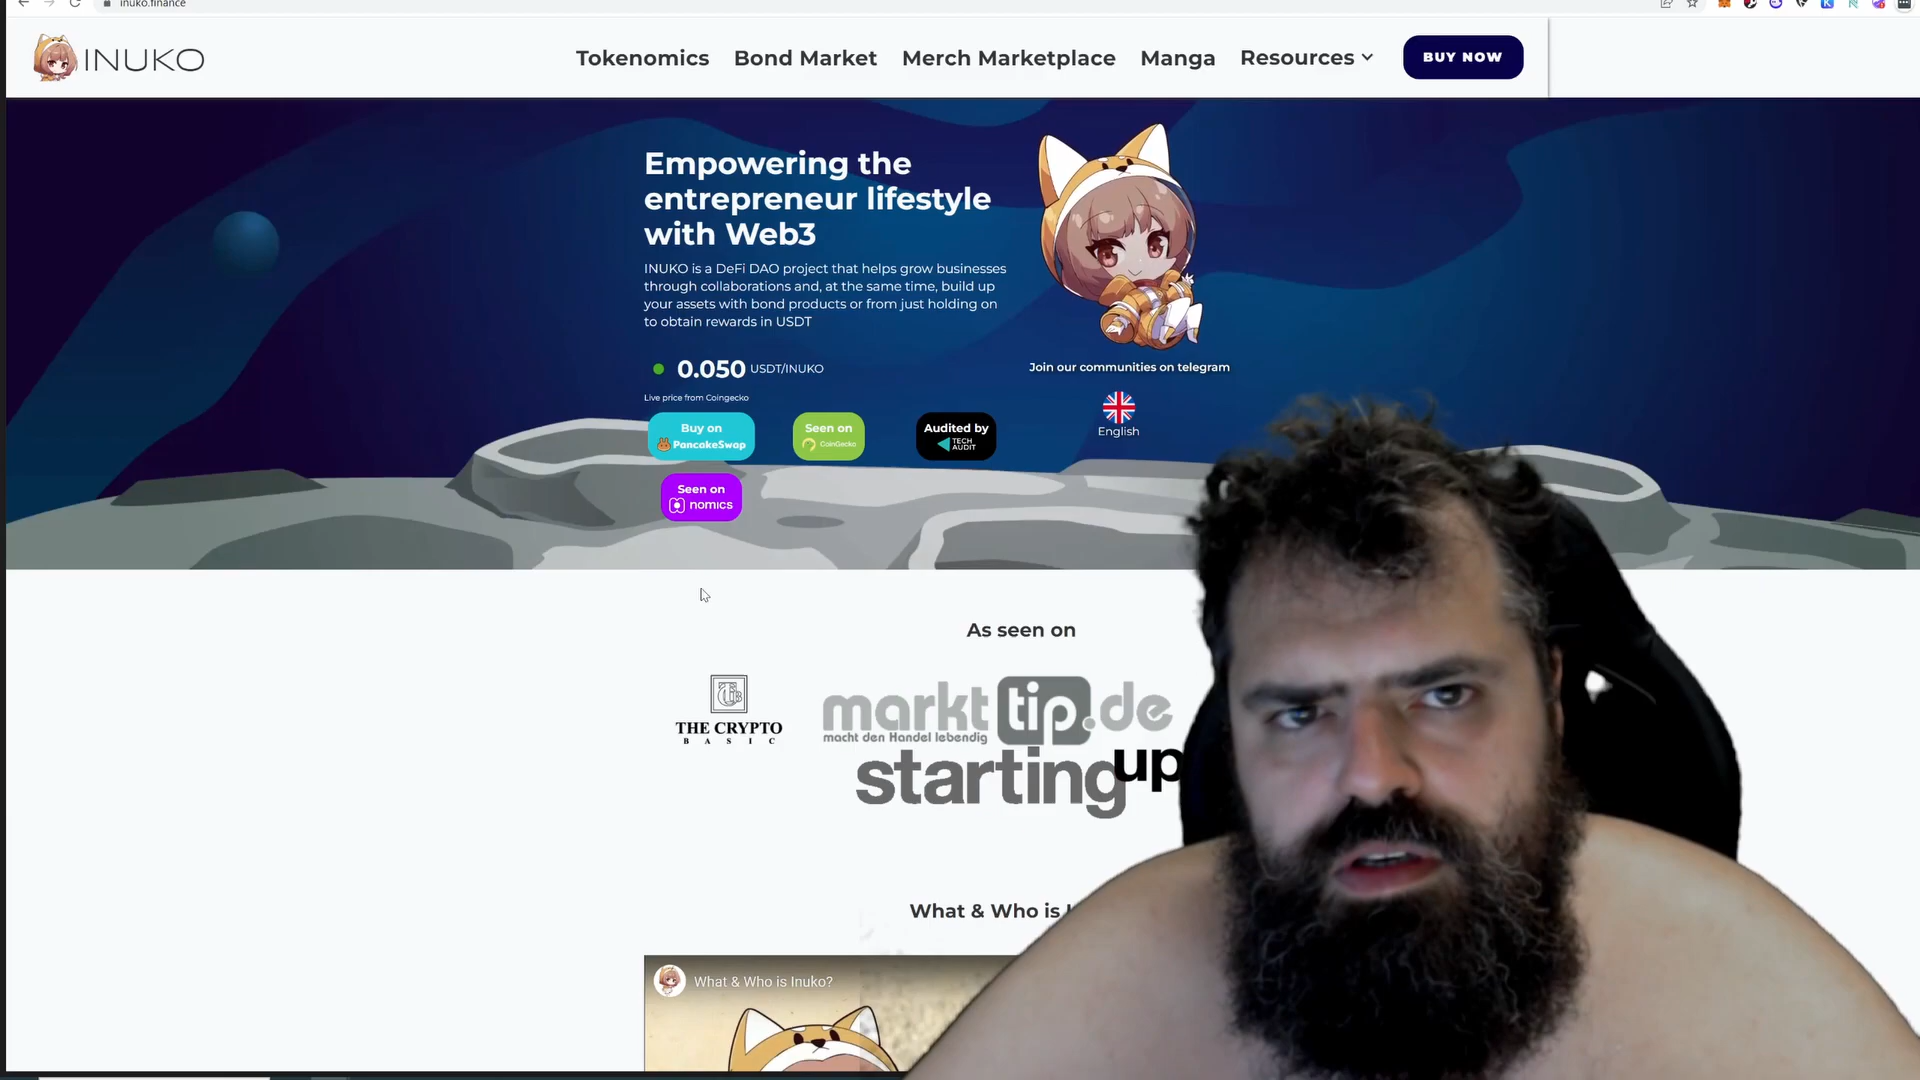 inuko.finance
INUKO
Tokenomics
Bond Market
Merch Marketplace
Manga
Resources
BUY NOW
Empowering the
entrepreneur lifestyle
with Web3
INUKO is a DeFi DAO project that helps grow businesses
through collaborations and, at the same time, build up
your assets with bond products or from just holding on
to obtain rewards in USDT
0.050 USDT/INUKO
Live price from Coingecko
Buy on
PancakeSwap
Seen on
CoinGecko
Audited by
TECH
AUDIT
Seen on
nomics
Join our communities on telegram
English
As seen on
THE CRYPTO
BASIC
markttip.de
macht den Handel lebendig
startingup
What & Who is
What & Who is Inuko?